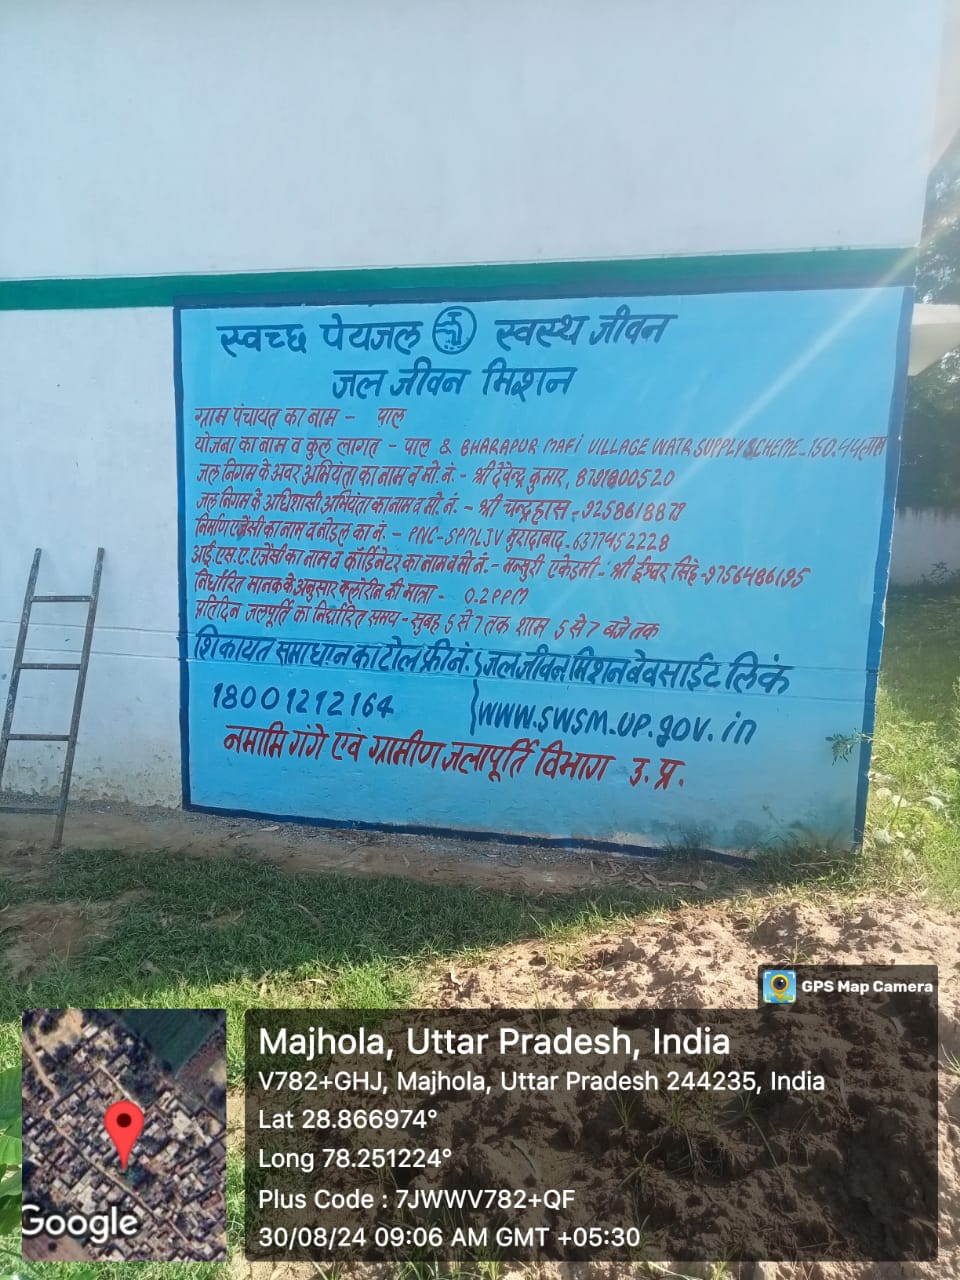 स्वच्छ पेयजल स्वस्थ जीवन
जल जीवन मिशन
ग्राम पंचायत का नाम - पाल
योजना का नाम व कुल लागत - पाल & BHARAPUR MAFI VILLAGE WATR SUPPLY SCHEME - 150.44 लाख
जल निगम के अवर अभियंता का नाम व मो. नं. - श्री देवेन्द्र कुमार, 8791800520
जल निगम के अधिशासी अभियंता का नाम व मो. नं. - श्री चन्द्रहास - 9258618879
निर्माण एजेंसी का नाम व नोडल का नं. - PNC-SPMLJV मुरादाबाद - 6377452228
आई.एस.ए. एजेंसी का नाम व कॉर्डिनेटर का नाम व मो नं. - मन्सुरी एकेडमी - श्री ईश्वर सिंह - 9756486195
निर्धारित मानक के अनुसार क्लोरिन की मात्रा - 0.2 PPM
प्रतिदिन जलपूर्ति का निर्धारित समय - सुबह 5 से 7 तक शाम 5 से 7 बजे तक
शिकायत समाधान का टोल फ्री नं. जल जीवन मिशन वेबसाईट लिंक
18001212164 www.swsm.up.gov.in
नमामि गंगे एवं ग्रामीण जलापूर्ति विभाग उ.प्र.
GPS Map Camera
Majhola, Uttar Pradesh, India
V782+GHJ, Majhola, Uttar Pradesh 244235, India
Lat 28.866974°
Long 78.251224°
Plus Code : 7JWWV782+QF
30/08/24 09:06 AM GMT +05:30
Google